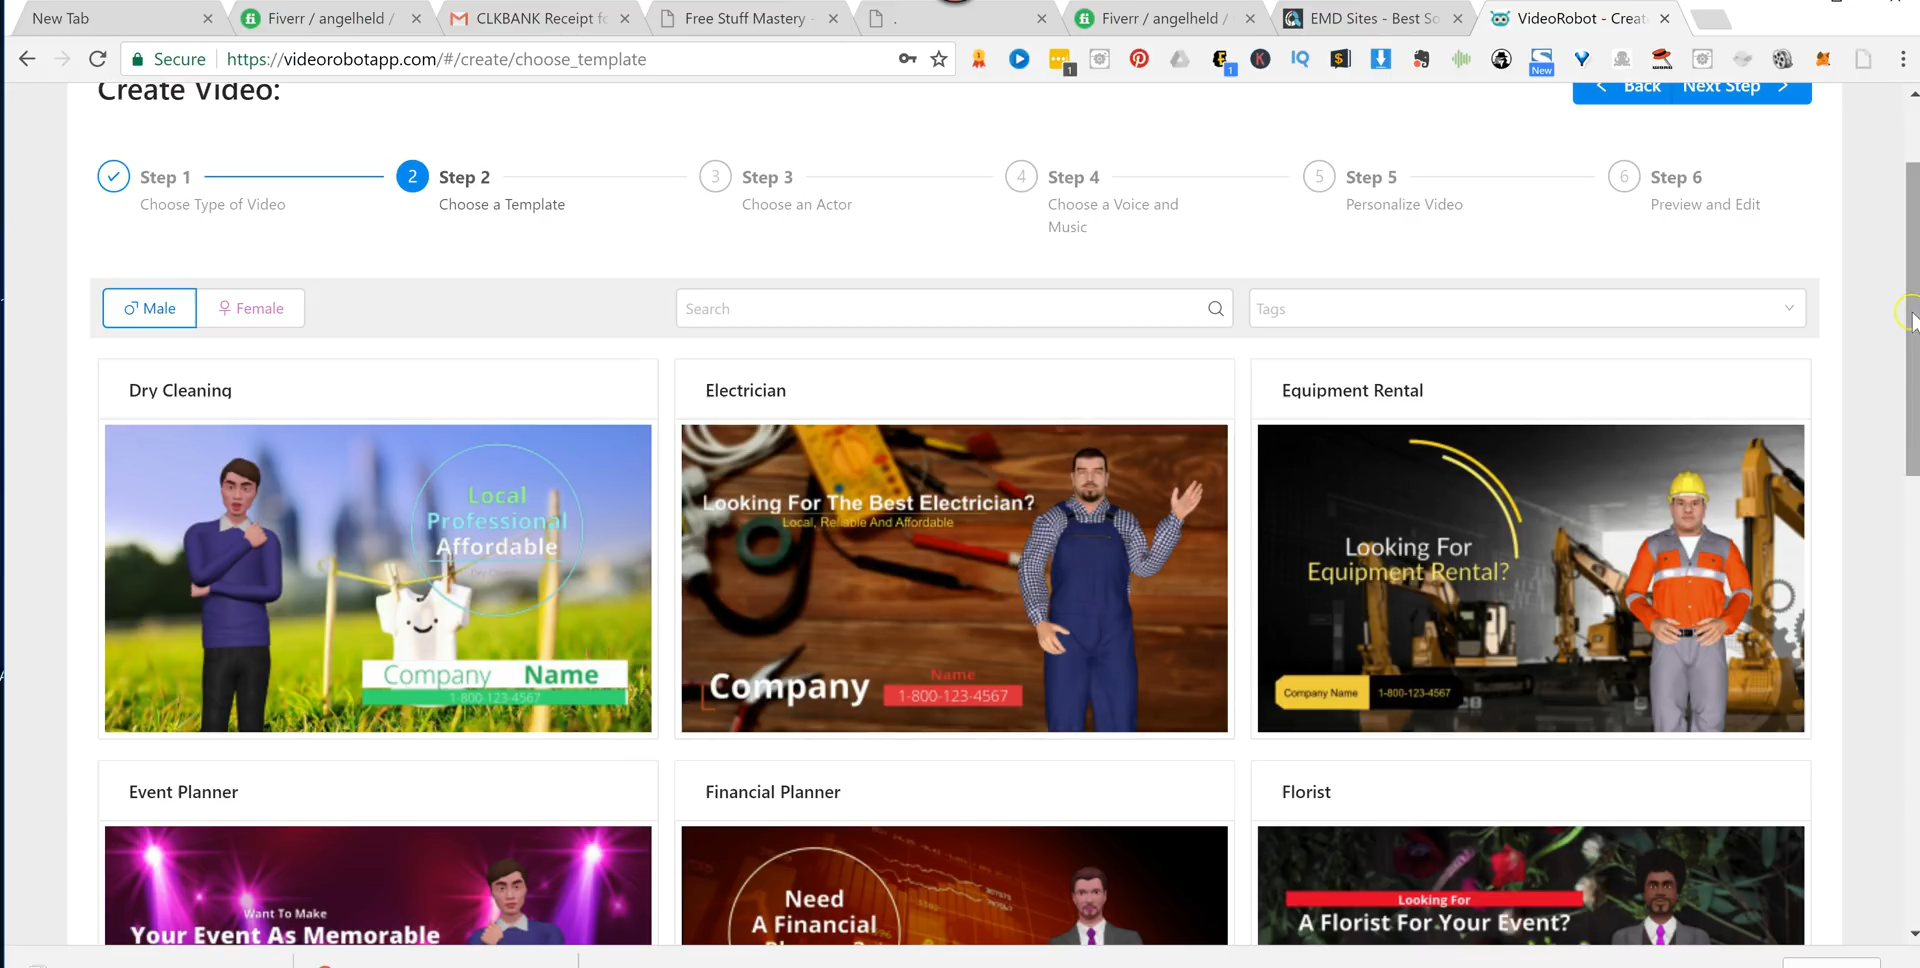 New Tab
Fiverr / angelheld /
CLKBANK Receipt fo
Free Stuff Mastery -
.
Fiverr / angelheld /
EMD Sites - Best So
VideoRobot - Creat
Secure
https://videorobotapp.com/#/create/choose_template
1
1
IQ
New
Create Video:
Back
Next Step
Step 1
2
Step 2
3
Step 3
4
Step 4
5
Step 5
6
Step 6
Choose Type of Video
Choose a Template
Choose an Actor
Choose a Voice and
Music
Personalize Video
Preview and Edit
Male
Female
Search
Tags
Dry Cleaning
Electrician
Equipment Rental
Local
Professional
Affordable
Company Name
1-800-123-4567
Looking For The Best Electrician?
Local, Reliable And Affordable
Company
Name
1-800-123-4567
Looking For
Equipment Rental?
Company Name
1-800-123-4567
Event Planner
Financial Planner
Florist
Want To Make
Your Event As Memorable
Need
A Financial
Looking For
A Florist For Your Event?